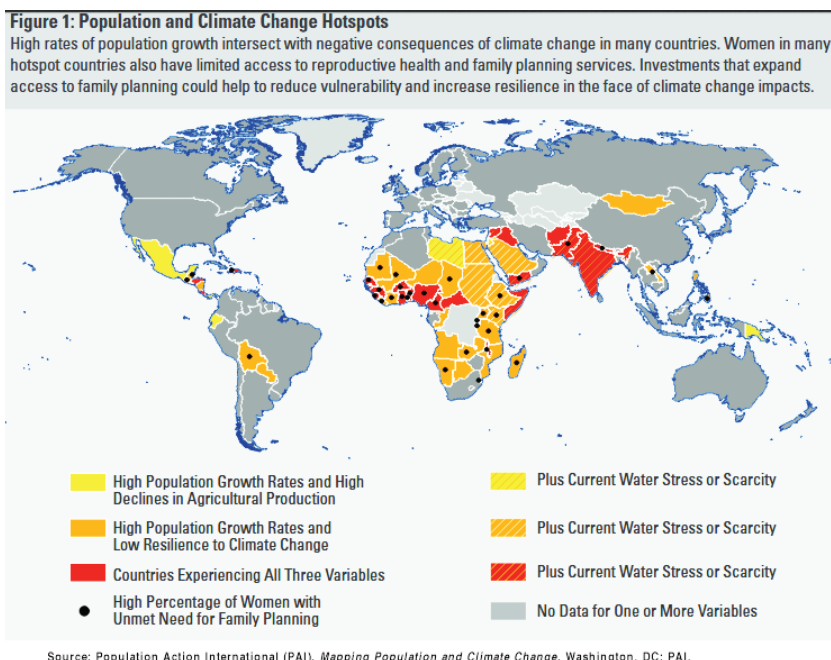 Figure 1: Population and Climate Change Hotspots
High rates of population growth intersect with negative consequences of climate change in many countries. Women in many
hotspot countries also have limited access to reproductive health and family planning services. Investments that expand
access to family planning could help to reduce vulnerability and increase resilience in the face of climate change impacts.
High Population Growth Rates and High
Declines in Agricultural Production
Plus Current Water Stress or Scarcity
High Population Growth Rates and
Low Resilience to Climate Change
Plus Current Water Stress or Scarcity
Countries Experiencing All Three Variables
Plus Current Water Stress or Scarcity
High Percentage of Women with
Unmet Need for Family Planning
No Data for One or More Variables
Source: Population Action International (PAI), Mapping Population and Climate Change, Washington, DC: PAI,